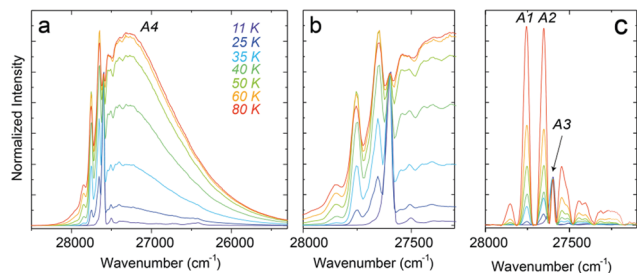 a
A4
11 K
25 K
35 K
40 K
50 K
60 K
80 K
Normalized Intensity
28000
27000
26000
Wavenumber (cm⁻¹)
b
28000
27500
Wavenumber (cm⁻¹)
c
A1
A2
A3
28000
27500
Wavenumber (cm⁻¹)